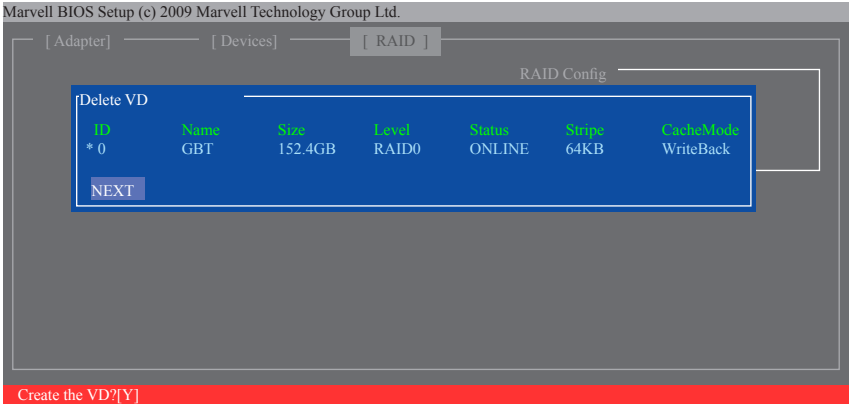 Marvell BIOS Setup (c) 2009 Marvell Technology Group Ltd.
[ Adapter] [ Devices] [ RAID ]
RAID Config
Delete VD
ID Name Size Level Status Stripe CacheMode
* 0 GBT 152.4GB RAID0 ONLINE 64KB WriteBack
NEXT
Create the VD?[Y]